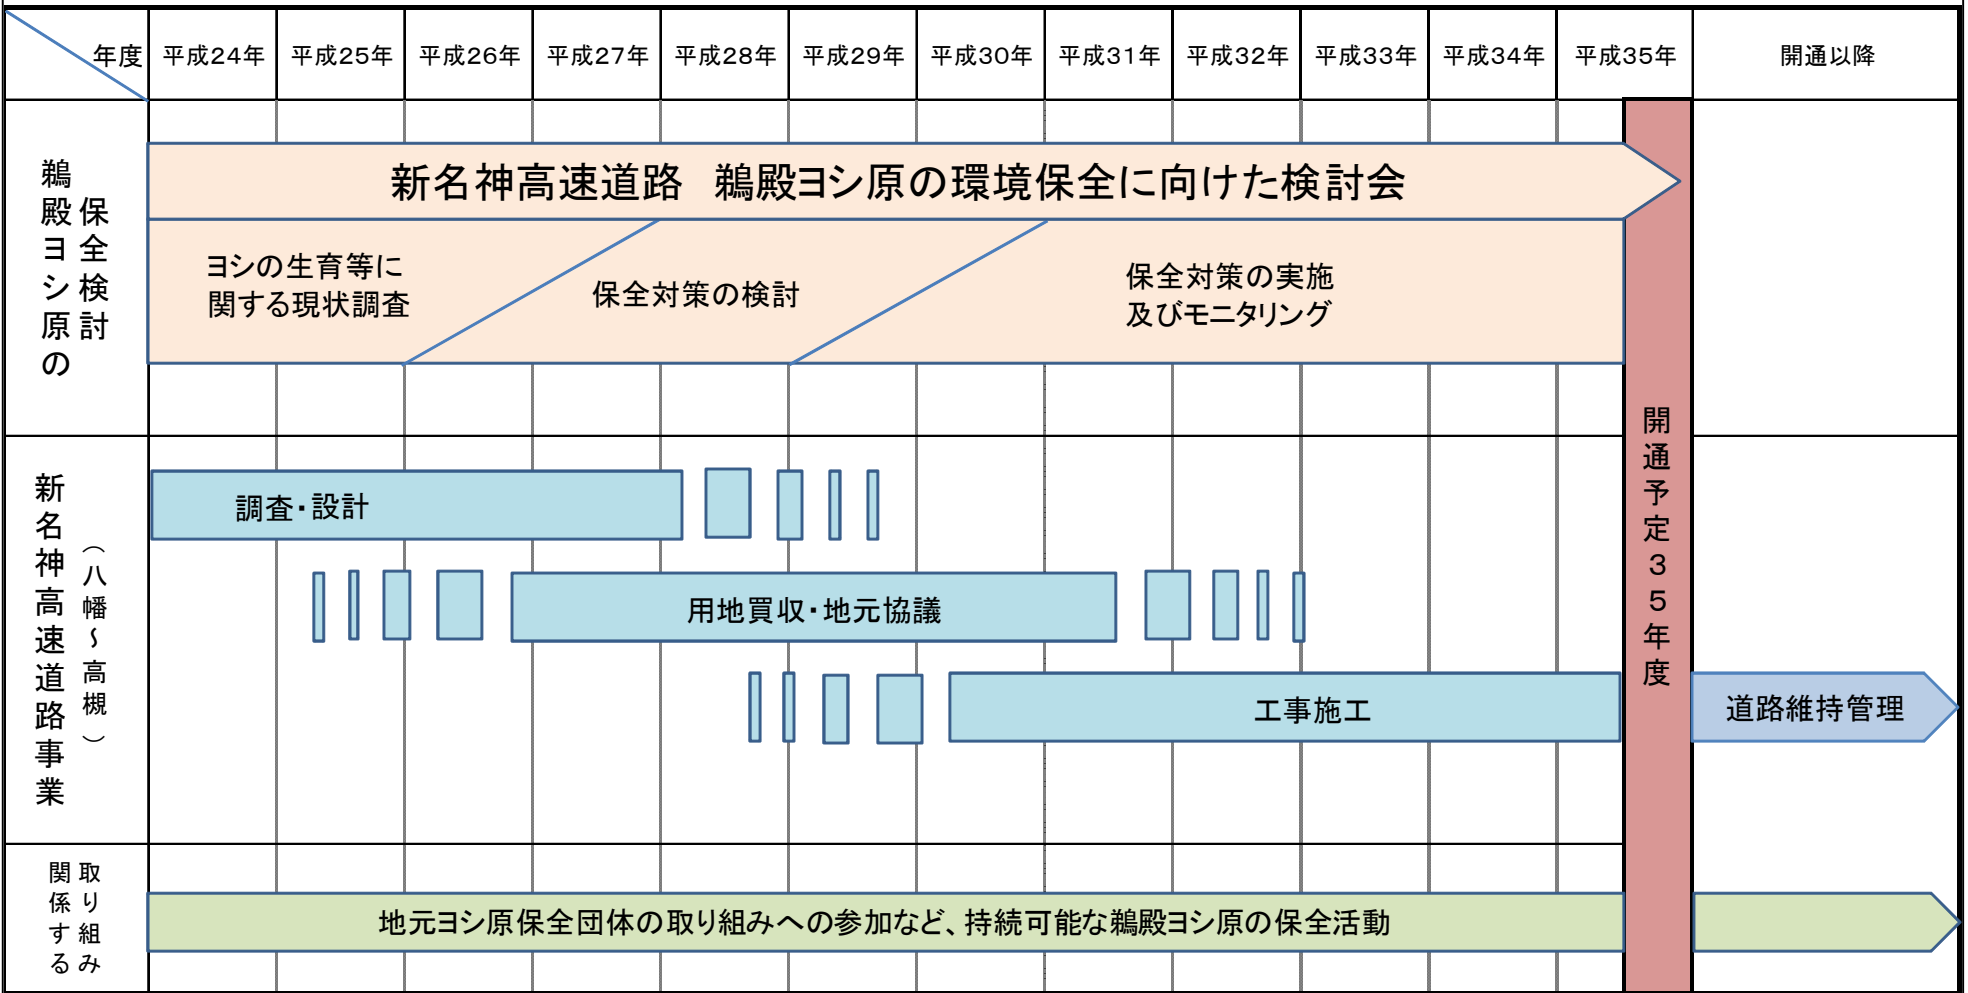 年度 平成24年 平成25年 平成26年 平成27年 平成28年 平成29年 平成30年 平成31年 平成32年 平成33年 平成34年 平成35年 開通以降
鵜殿ヨシ原の
保全検討
新名神高速道路 鵜殿ヨシ原の環境保全に向けた検討会
ヨシの生育等に
関する現状調査
保全対策の検討
保全対策の実施
及びモニタリング
開通予定35年度
新名神高速道路事業
（八幡～高槻）
調査・設計
用地買収・地元協議
工事施工
道路維持管理
関係する
取り組み
地元ヨシ原保全団体の取り組みへの参加など、持続可能な鵜殿ヨシ原の保全活動